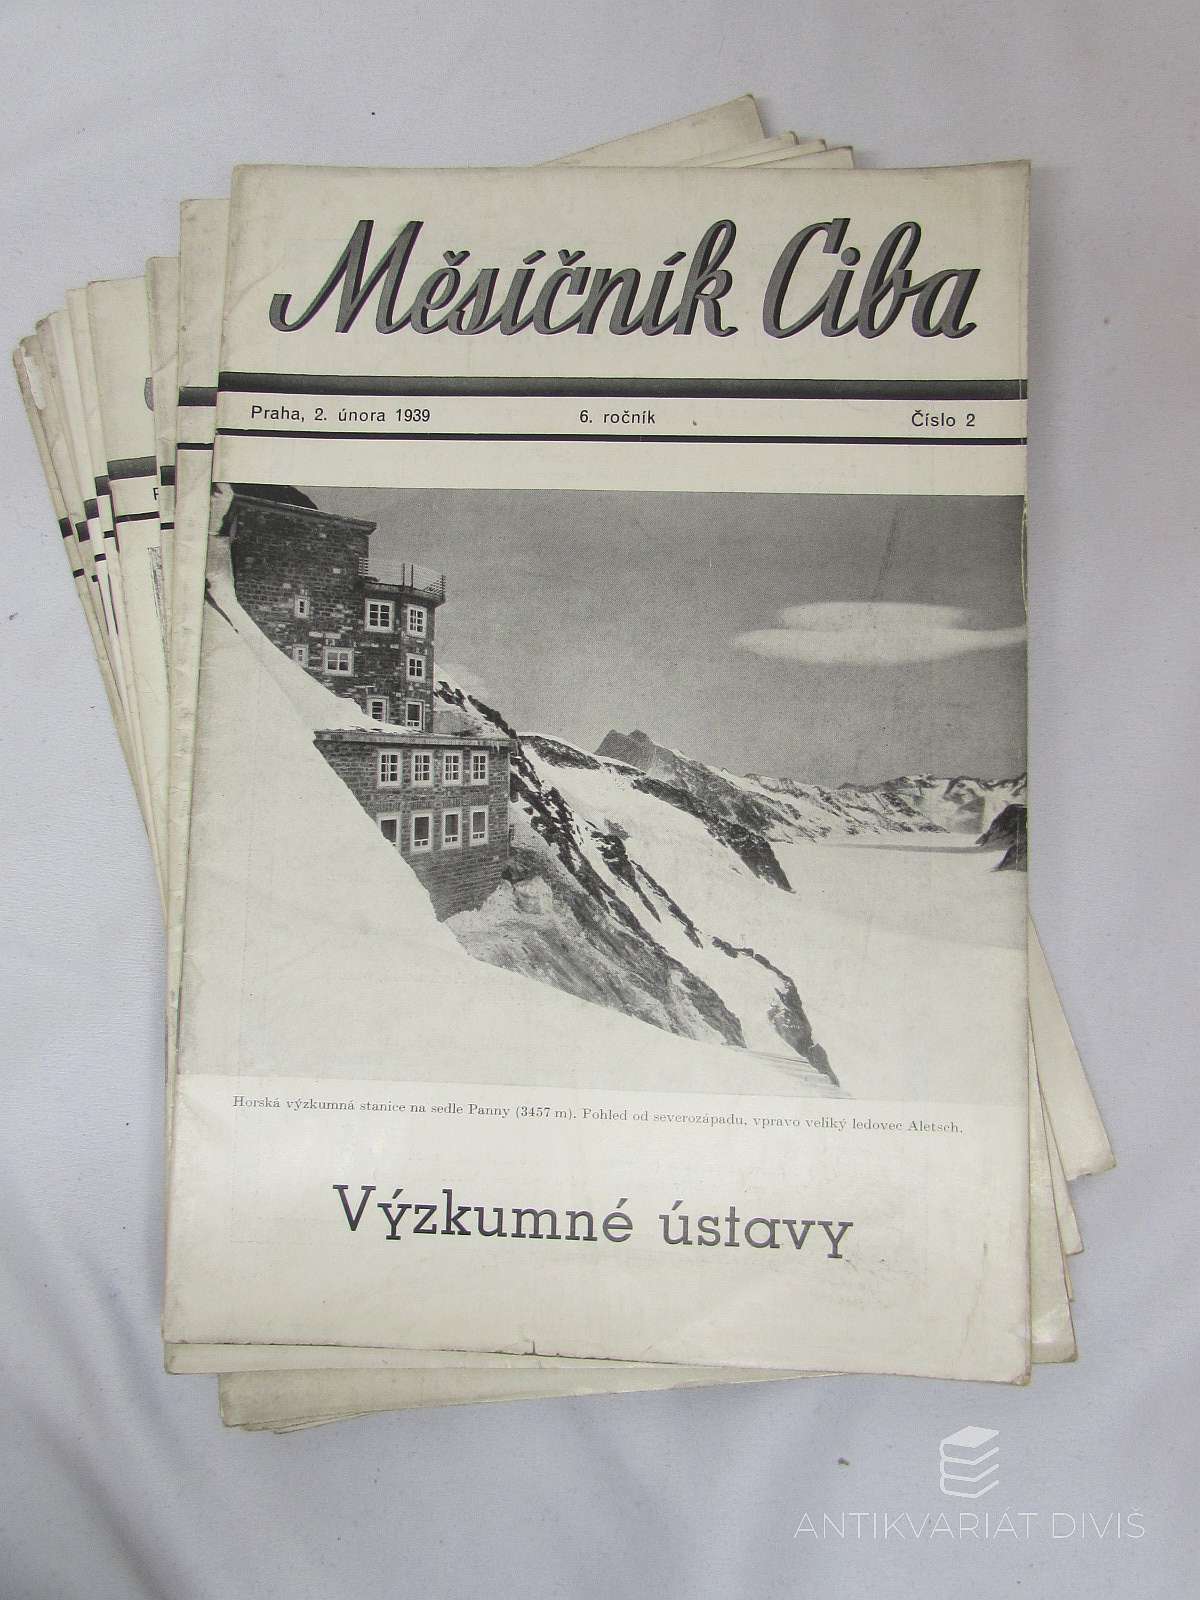 Měsíčník Ciba
Praha, 2. února 1939 6. ročník Číslo 2
Horská výzkumná stanice na sedle Panny (3457 m). Pohled od severozápadu, vpravo veliký ledovec Aletsch.
Výzkumné ústavy
ANTIKVARIÁT DIVIŠ